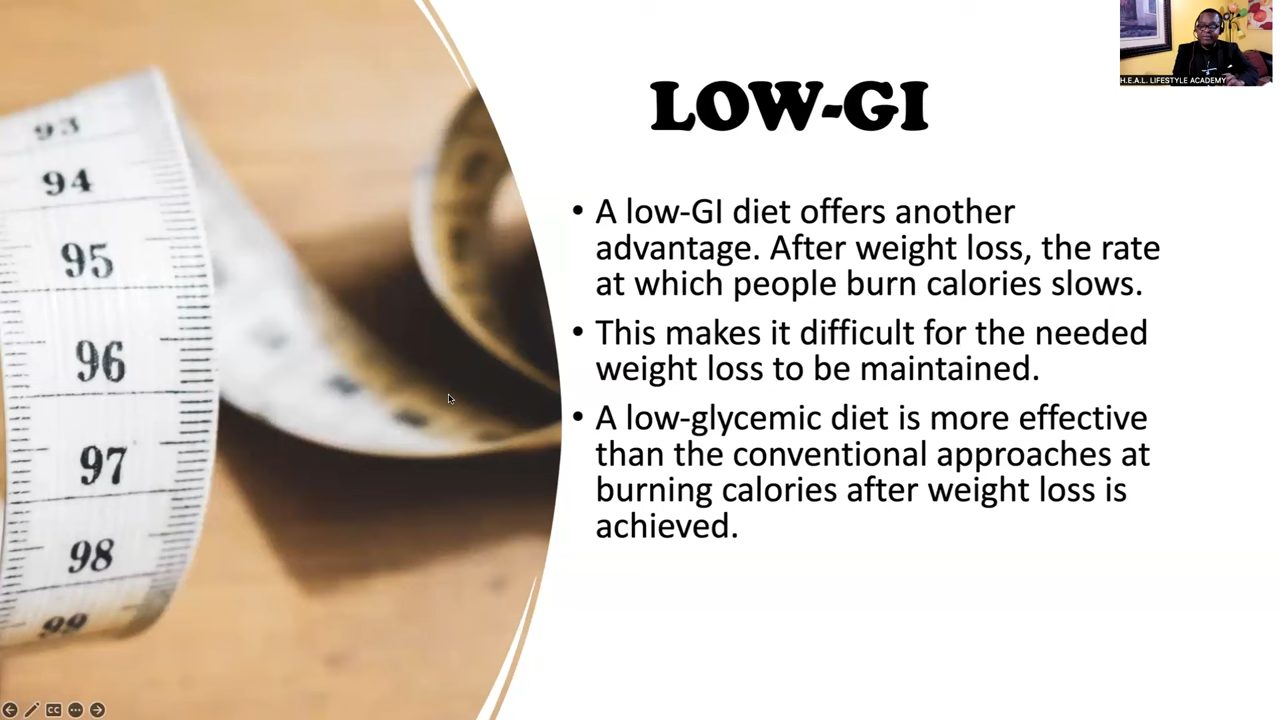 H.E.A.L. LIFESTYLE ACADEMY
LOW-GI
• A low-GI diet offers another
advantage. After weight loss, the rate
at which people burn calories slows.
• This makes it difficult for the needed
weight loss to be maintained.
• A low-glycemic diet is more effective
than the conventional approaches at
burning calories after weight loss is
achieved.
93
94
95
96
97
98
99
CC